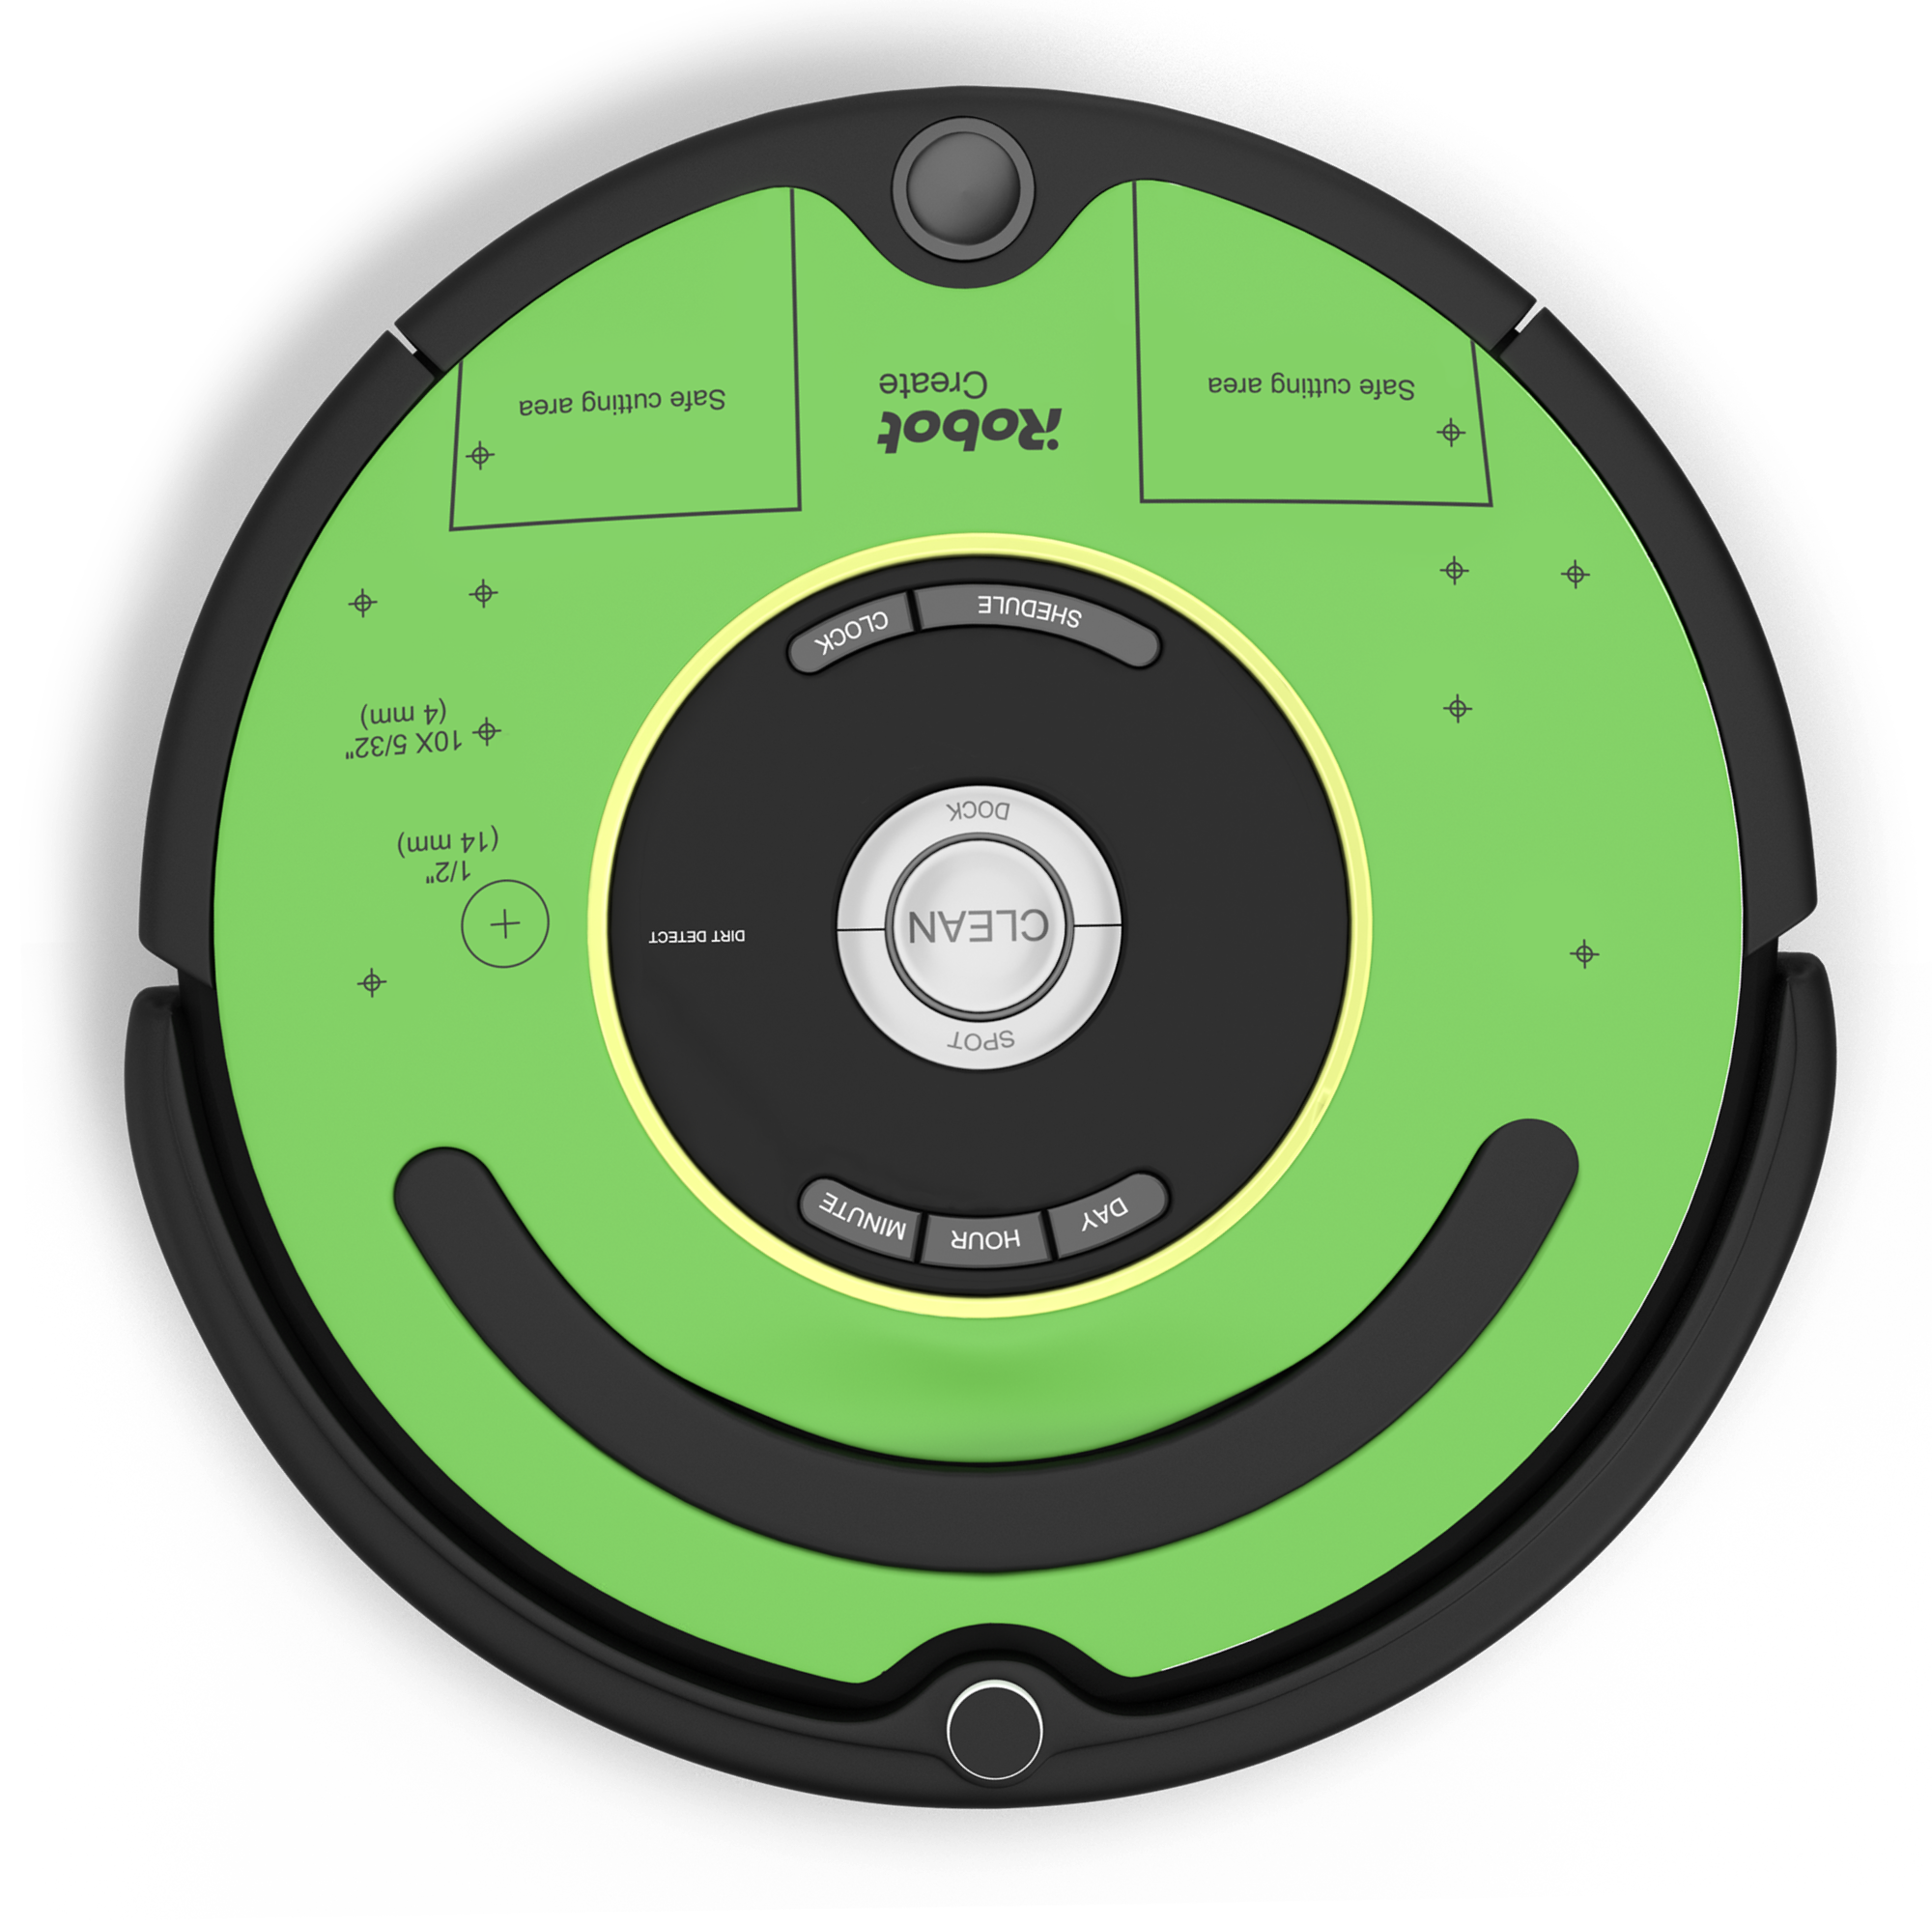 DAY HOUR MINUTE
SPOT
CLEAN
DIRT DETECT
DOCK
1/2"
(14 mm)
10X 5/32"
(4 mm)
SHEDULE CLOCK
iRobot
Create
Safe cutting area
Safe cutting area